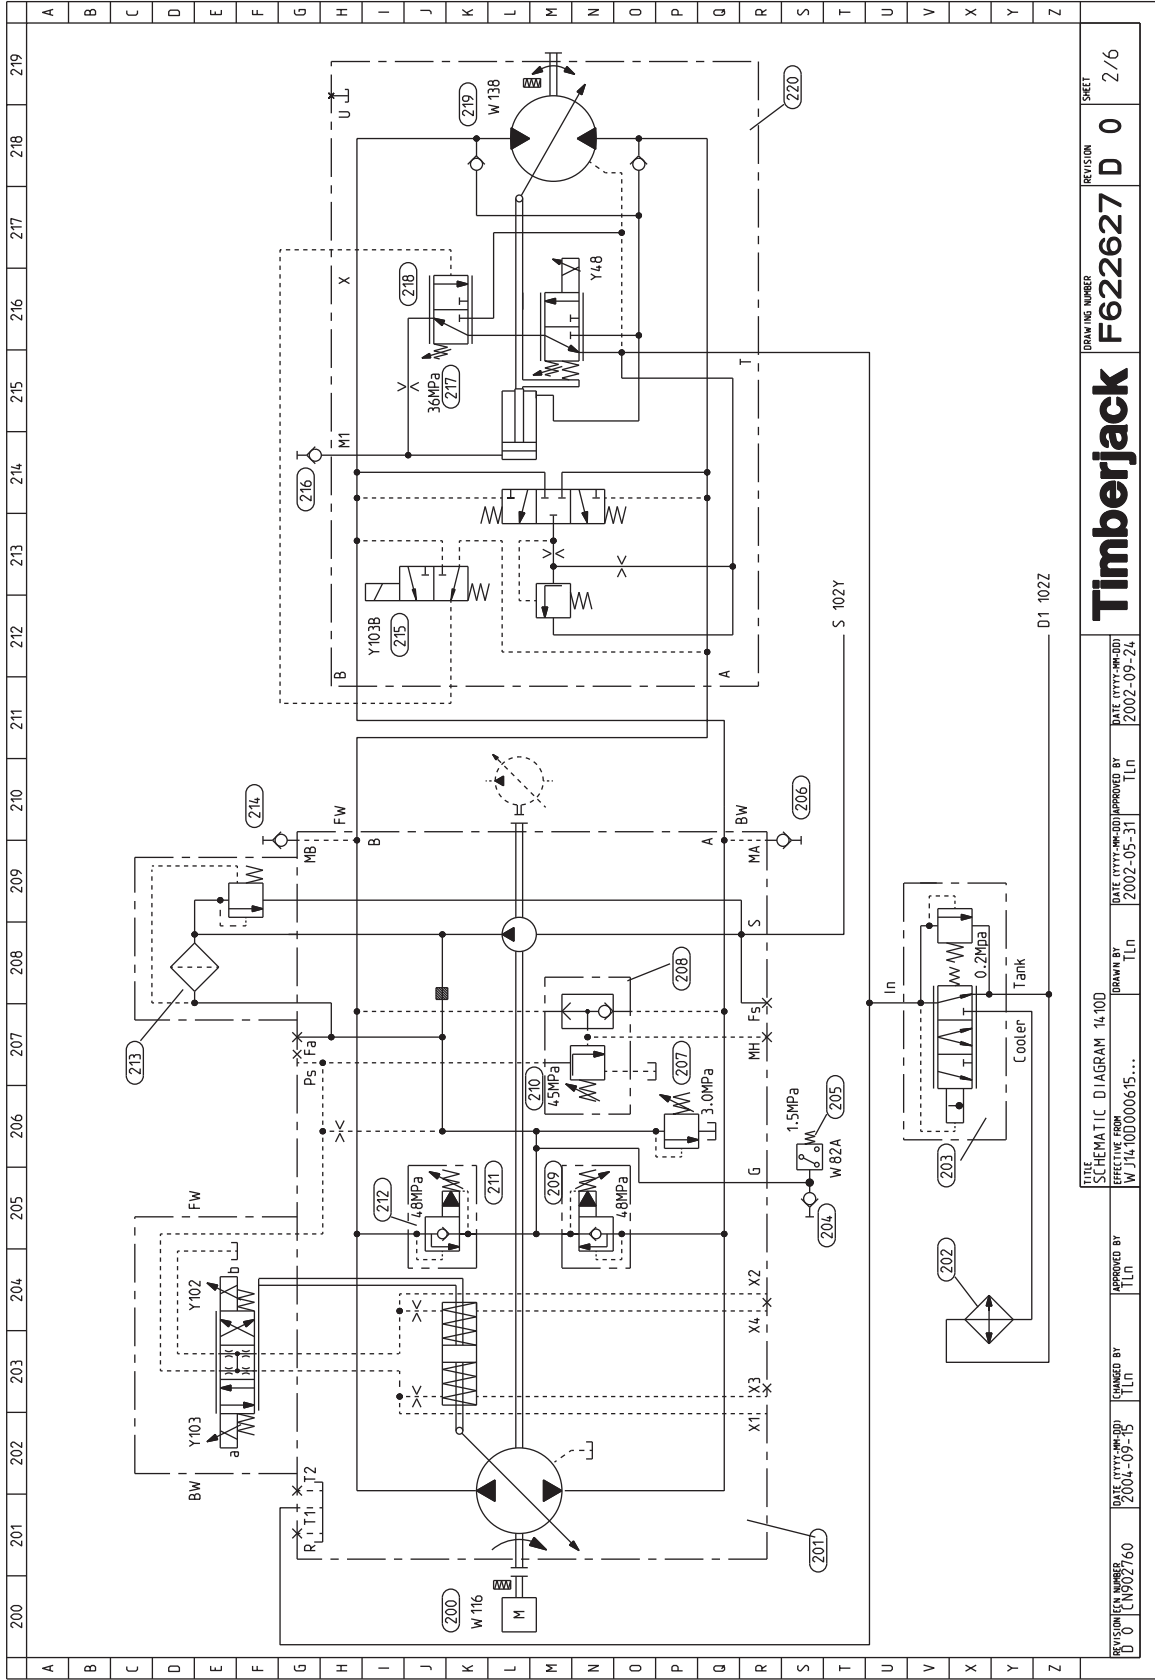 200 201 202 203 204 205 206 207 208 209 210 211 212 213 214 215 216 217 218 219
A B C D E F G H I J K L M N O P Q R S T U V X Y Z
A B C D E F G H I J K L M N O P Q R S T U V X Y Z
BW
Y103
a
Y102
b
FW
213
214
MB
FW
B
R
T1
T2
Ps
Fa
200
W116
M
201
X1
X3
X4
X2
G
212
48MPa
211
209
48MPa
210
45MPa
208
207
3.0MPa
MH
Fs
S
A
MA
BW
206
204
205
1.5MPa
W82A
202
203
In
0.2Mpa
Cooler
Tank
S 102Y
D1 102Z
B
A
Y103B
215
216
M1
36MPa
217
218
X
U
Y48
T
219
W138
220
REVISION
D 0
ECN NUMBER
CN902760
DATE (YYYY-MM-DD)
2004-09-15
CHANGED BY
TLn
APPROVED BY
TLn
TITLE
SCHEMATIC DIAGRAM 1410D
EFFECTIVE FROM
WJ1410D000615...
DRAWN BY
TLn
DATE (YYYY-MM-DD)
2002-05-31
APPROVED BY
TLn
DATE (YYYY-MM-DD)
2002-09-24
Timberjack
DRAWING NUMBER
F622627
REVISION
D 0
SHEET
2/6